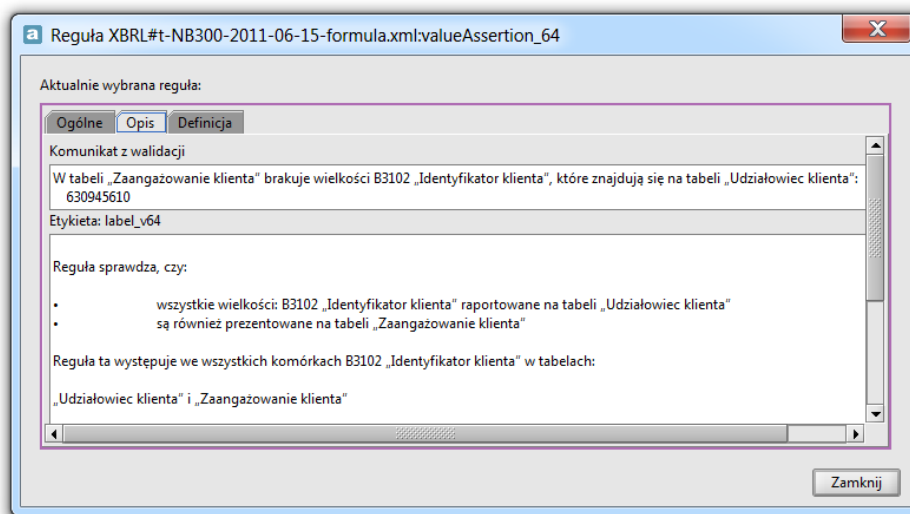 a Reguła XBRL#t-NB300-2011-06-15-formula.xml:valueAssertion_64
X
Aktualnie wybrana reguła:
Ogólne Opis Definicja
Komunikat z walidacji
W tabeli „Zaangażowanie klienta” brakuje wielkości B3102 „Identyfikator klienta”, które znajdują się na tabeli „Udziałowiec klienta”:
630945610
Etykieta: label_v64
Reguła sprawdza, czy:
• wszystkie wielkości: B3102 „Identyfikator klienta” raportowane na tabeli „Udziałowiec klienta”
• są również prezentowane na tabeli „Zaangażowanie klienta”
Reguła ta występuje we wszystkich komórkach B3102 „Identyfikator klienta” w tabelach:
„Udziałowiec klienta” i „Zaangażowanie klienta”
Zamknij